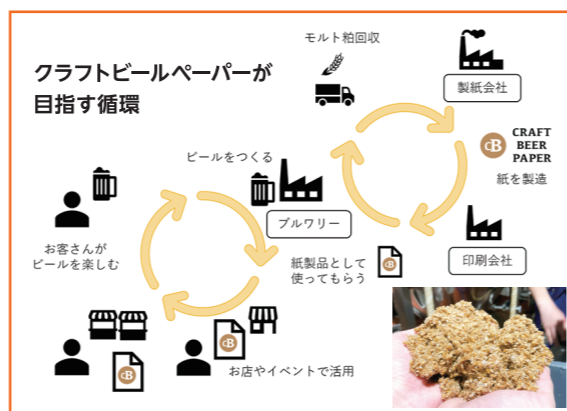 クラフトビールペーパーが
目指す循環
モルト粕回収
製紙会社
cB
CRAFT
BEER
PAPER
紙を製造
印刷会社
ビールをつくる
ブルワリー
紙製品として
使ってもらう
cB
お客さんが
ビールを楽しむ
cB
cB
お店やイベントで活用